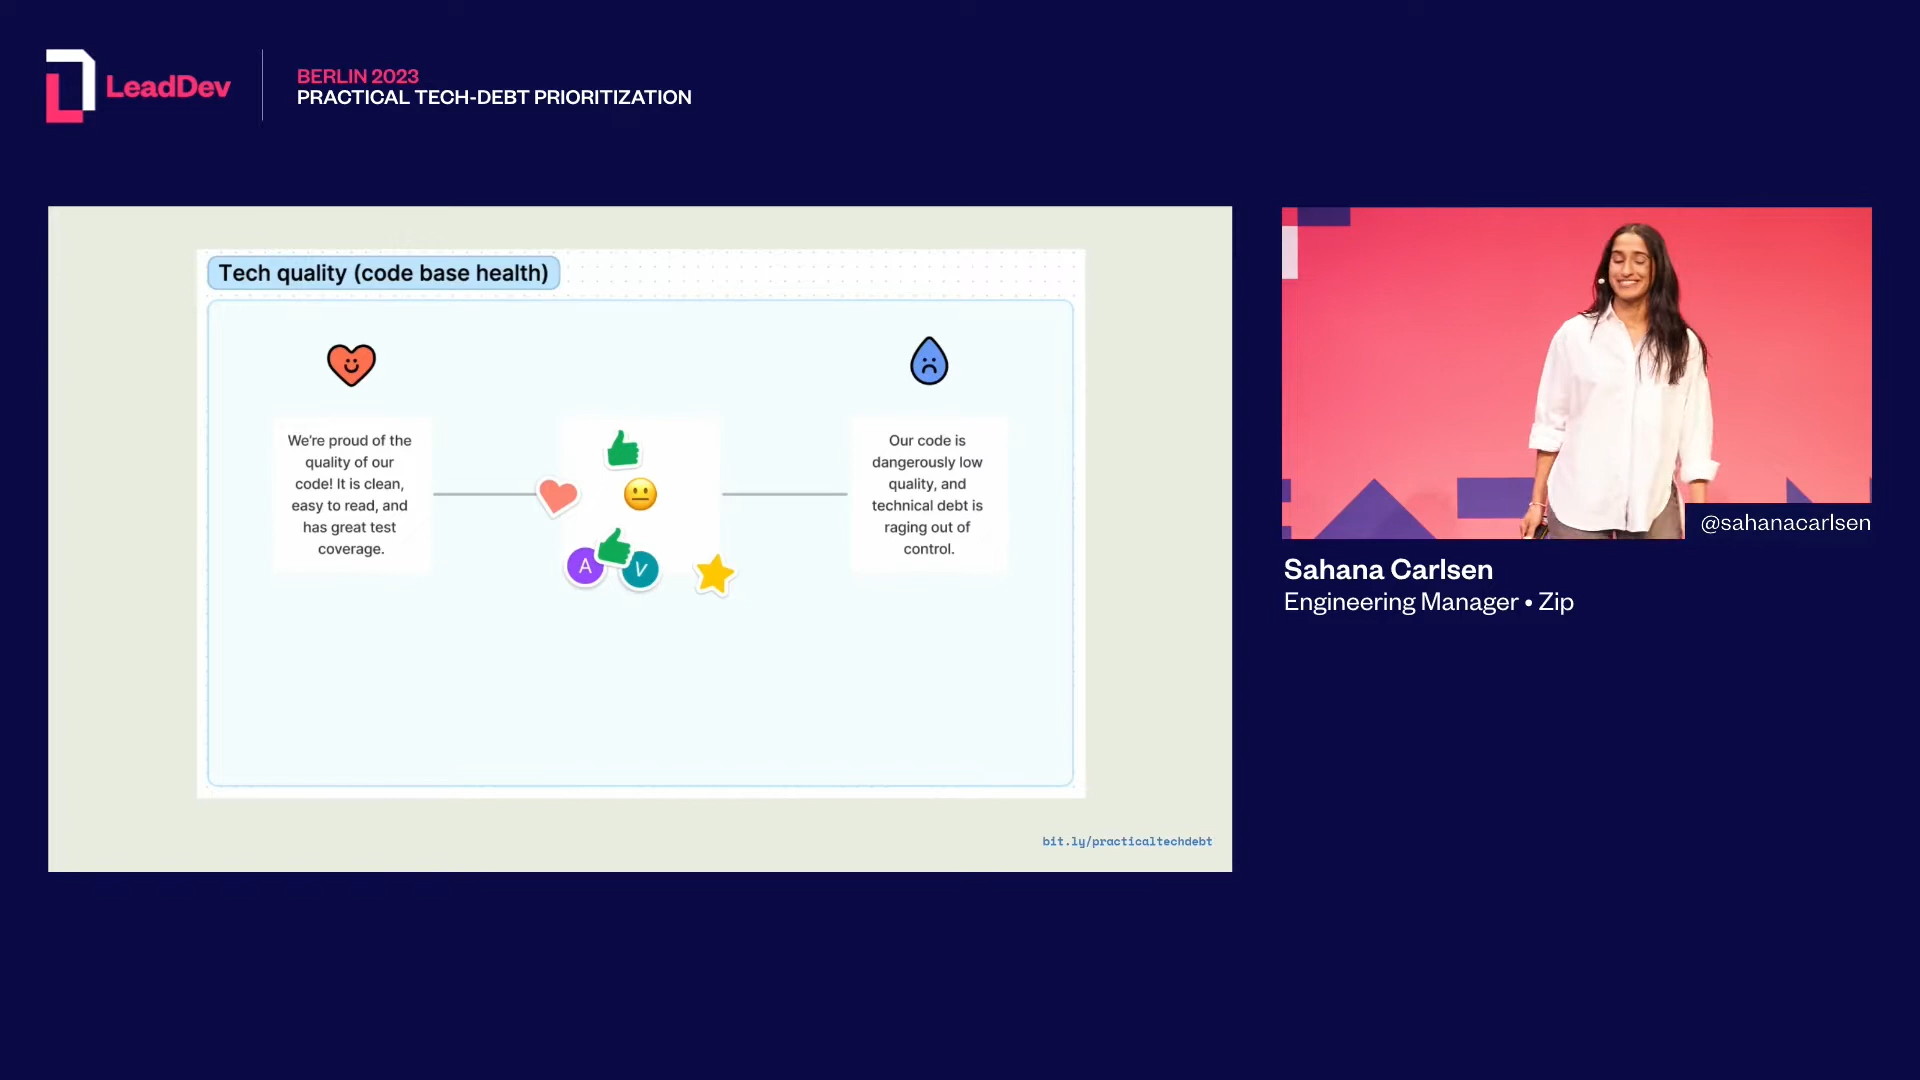 LeadDev
BERLIN 2023
PRACTICAL TECH-DEBT PRIORITIZATION
Tech quality (code base health)
We're proud of the
quality of our
code! It is clean,
easy to read, and
has great test
coverage.
A
V
Our code is
dangerously low
quality, and
technical debt is
raging out of
control.
bit.ly/practicaltechdebt
@sahanacarlsen
Sahana Carlsen
Engineering Manager • Zip